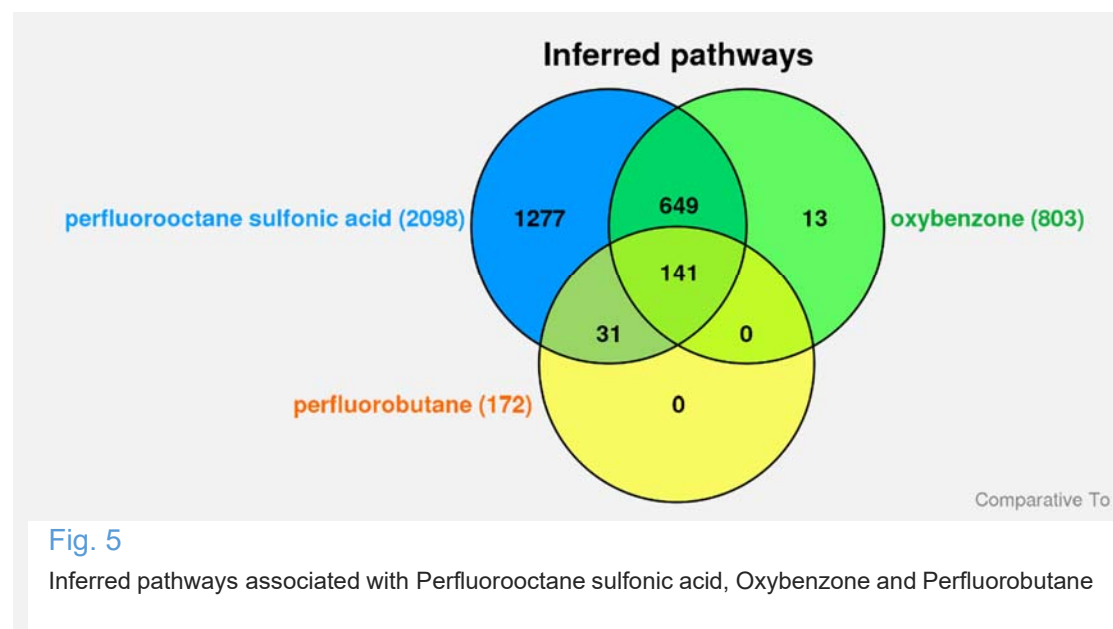 Inferred pathways
649
perfluorooctane sulfonic acid (2098)
1277
13
oxybenzone (803)
141
31
0
perfluorobutane (172)
0
Comparative To
Fig. 5
Inferred pathways associated with Perfluorooctane sulfonic acid, Oxybenzone and Perfluorobutane